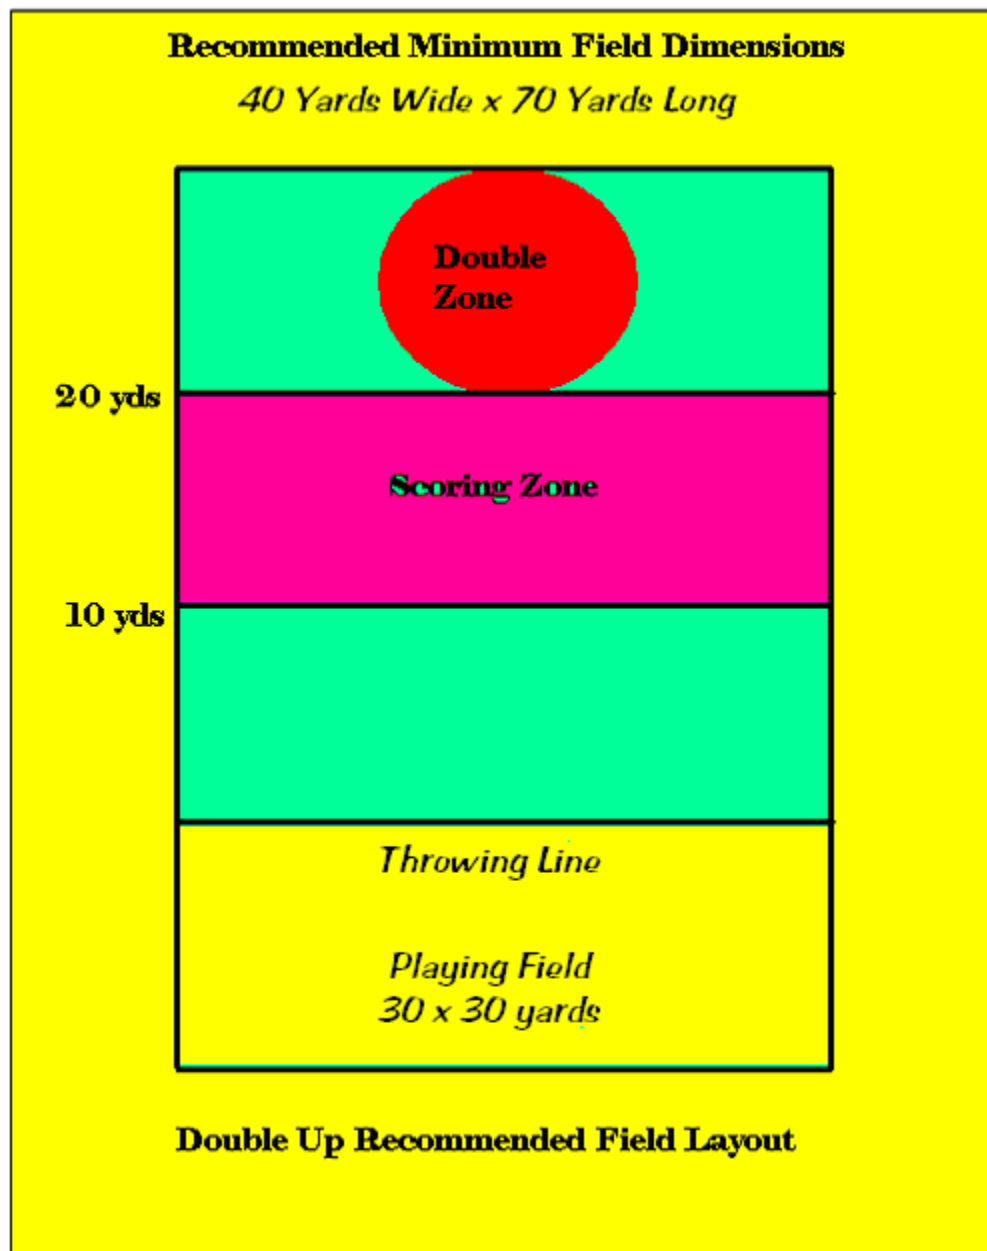 Recommended Minimum Field Dimensions
40 Yards Wide x 70 Yards Long
Double
Zone
20 yds
Scoring Zone
10 yds
Throwing Line
Playing Field
30 x 30 yards
Double Up Recommended Field Layout